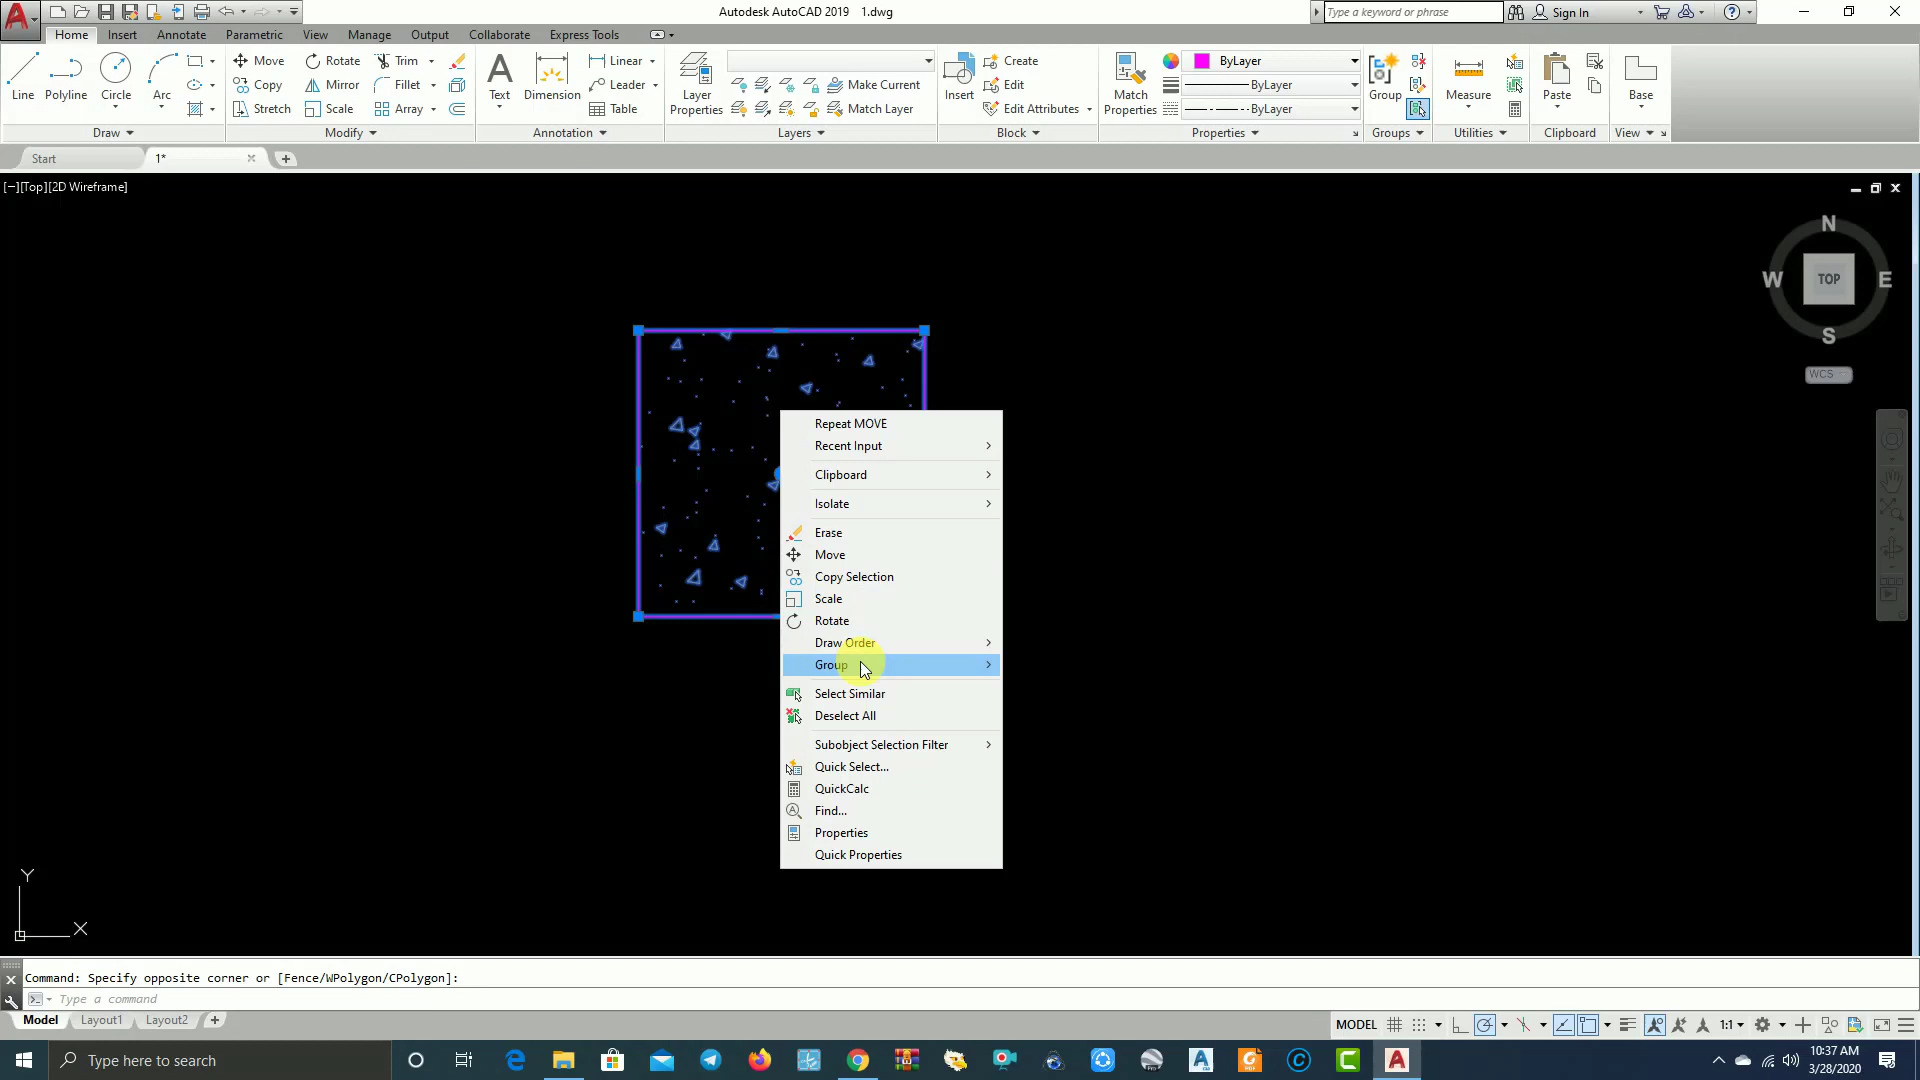 Autodesk AutoCAD 2019 1.dwg
Type a keyword or phrase
Sign In
Home Insert Annotate Parametric View Manage Output Collaborate Express Tools
Line
Polyline
Circle
Arc
Draw
Move
Copy
Stretch
Rotate
Mirror
Scale
Trim
Fillet
Array
Modify
Text
Dimension
Linear
Leader
Table
Annotation
Layer
Properties
Make Current
Match Layer
Layers
Insert
Create
Edit
Edit Attributes
Block
Match
Properties
ByLayer
ByLayer
ByLayer
Properties
Group
Groups
Measure
Utilities
Paste
Clipboard
Base
View
Start
1*
[−][Top][2D Wireframe]
N
W
TOP
E
S
WCS
Repeat MOVE
Recent Input
Clipboard
Isolate
Erase
Move
Copy Selection
Scale
Rotate
Draw Order
Group
Select Similar
Deselect All
Subobject Selection Filter
Quick Select...
QuickCalc
Find...
Properties
Quick Properties
Y
X
Command: Specify opposite corner or [Fence/WPolygon/CPolygon]:
Type a command
Model Layout1 Layout2
MODEL
1:1
Type here to search
10:37 AM
3/28/2020